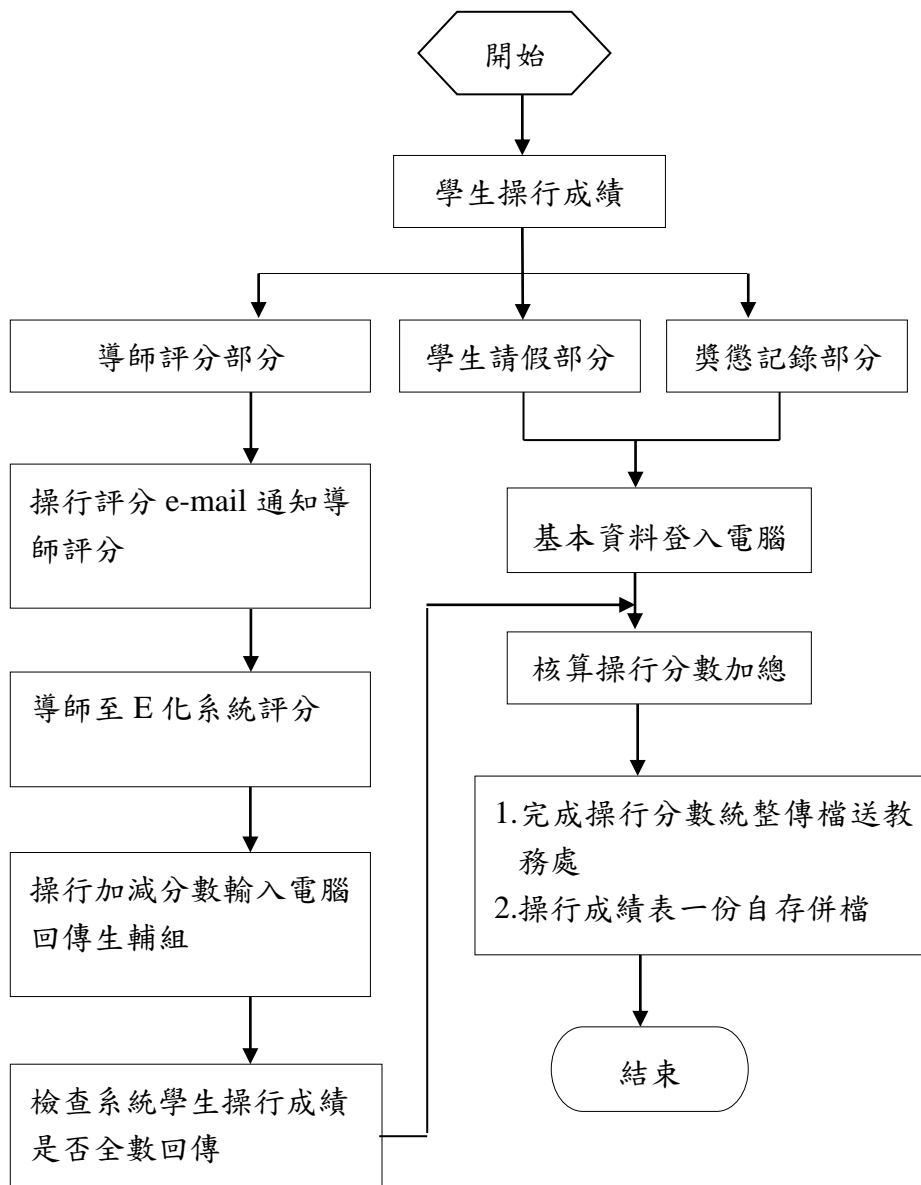 開始
學生操行成績
導師評分部分
學生請假部分
獎懲記錄部分
操行評分 e-mail 通知導
師評分
基本資料登入電腦
核算操行分數加總
導師至 E 化系統評分
1.完成操行分數統整傳檔送教
務處
2.操行成績表一份自存併檔
操行加減分數輸入電腦
回傳生輔組
結束
檢查系統學生操行成績
是否全數回傳